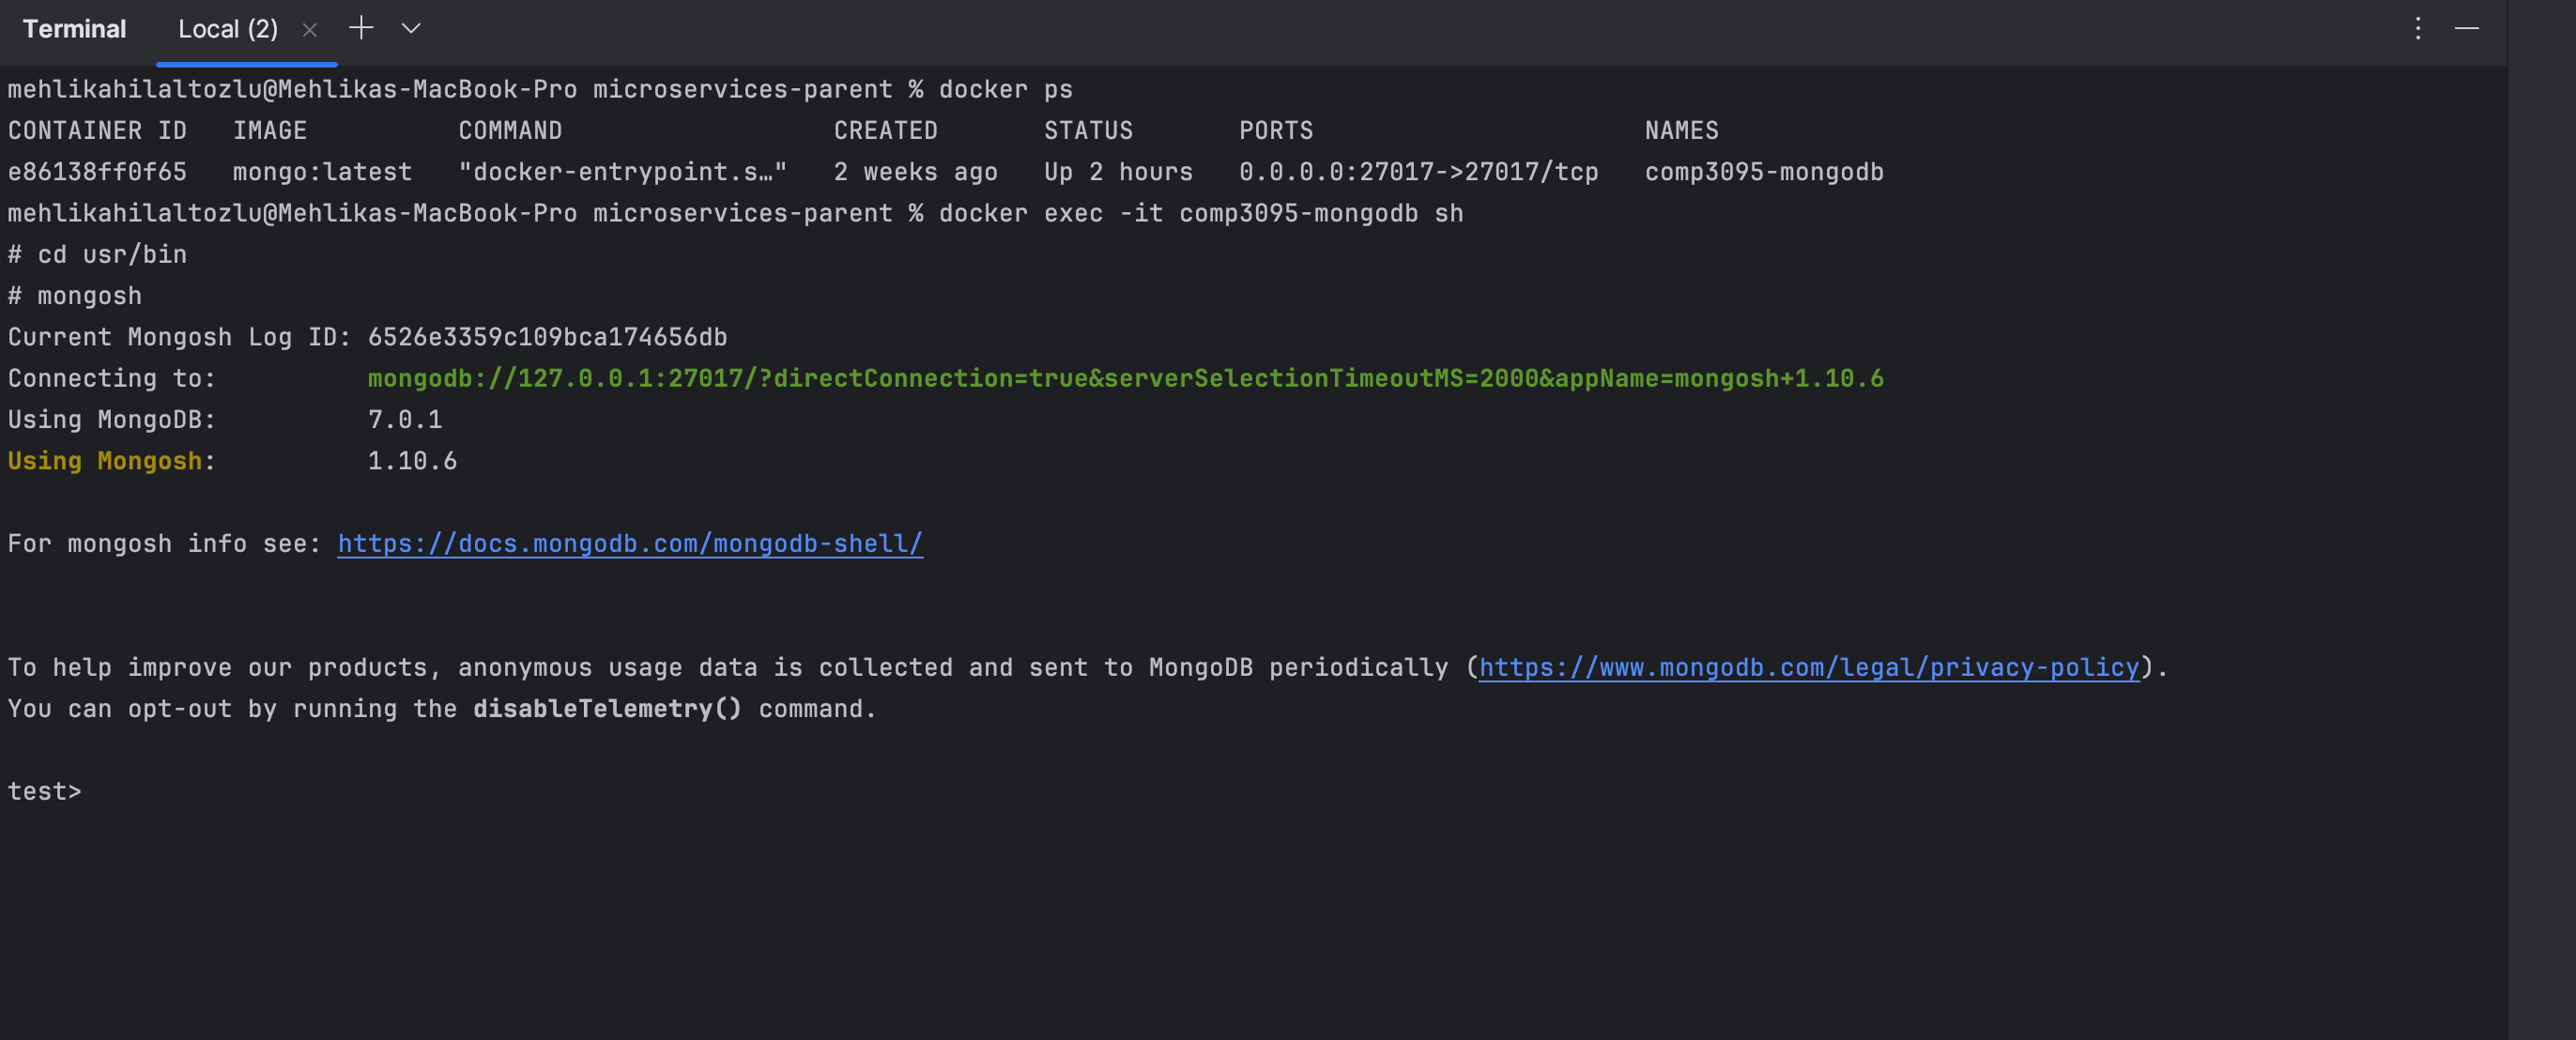 Terminal Local (2)
mehlikahilaltozlu@Mehlikas-MacBook-Pro microservices-parent % docker ps
CONTAINER ID   IMAGE          COMMAND                  CREATED       STATUS       PORTS                      NAMES
e86138ff0f65   mongo:latest   "docker-entrypoint.s…"   2 weeks ago   Up 2 hours   0.0.0.0:27017->27017/tcp   comp3095-mongodb
mehlikahilaltozlu@Mehlikas-MacBook-Pro microservices-parent % docker exec -it comp3095-mongodb sh
# cd usr/bin
# mongosh
Current Mongosh Log ID: 6526e3359c109bca174656db
Connecting to:          mongodb://127.0.0.1:27017/?directConnection=true&serverSelectionTimeoutMS=2000&appName=mongosh+1.10.6
Using MongoDB:          7.0.1
Using Mongosh:          1.10.6
For mongosh info see: https://docs.mongodb.com/mongodb-shell/
To help improve our products, anonymous usage data is collected and sent to MongoDB periodically (https://www.mongodb.com/legal/privacy-policy).
You can opt-out by running the disableTelemetry() command.
test>